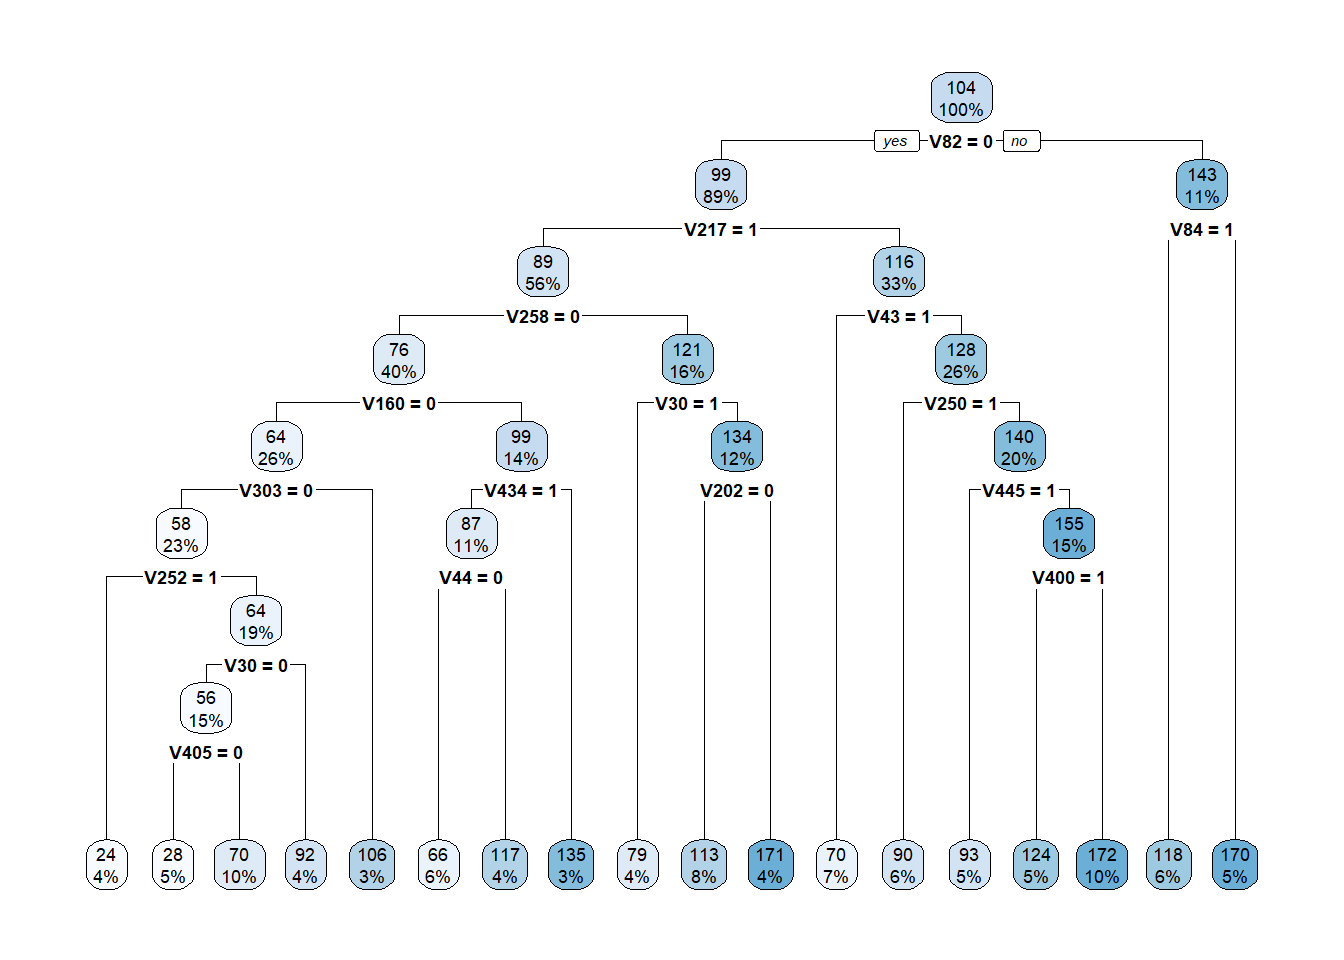 104
100%
yes V82 = 0 no
99 143
89% 11%
V217 = 1 V84 = 1
89 116
56% 33%
V258 = 0 V43 = 1
76 121 128
40% 16% 26%
V160 = 0 V30 = 1 V250 = 1
64 99 134 140
26% 14% 12% 20%
V303 = 0 V434 = 1 V202 = 0 V445 = 1
58 87 155
23% 11% 15%
V252 = 1 V44 = 0 V400 = 1
64
19%
V30 = 0
56
15%
V405 = 0
24 28 70 92 106 66 117 135 79 113 171 70 90 93 124 172 118 170
4% 5% 10% 4% 3% 6% 4% 3% 4% 8% 4% 7% 6% 5% 5% 10% 6% 5%